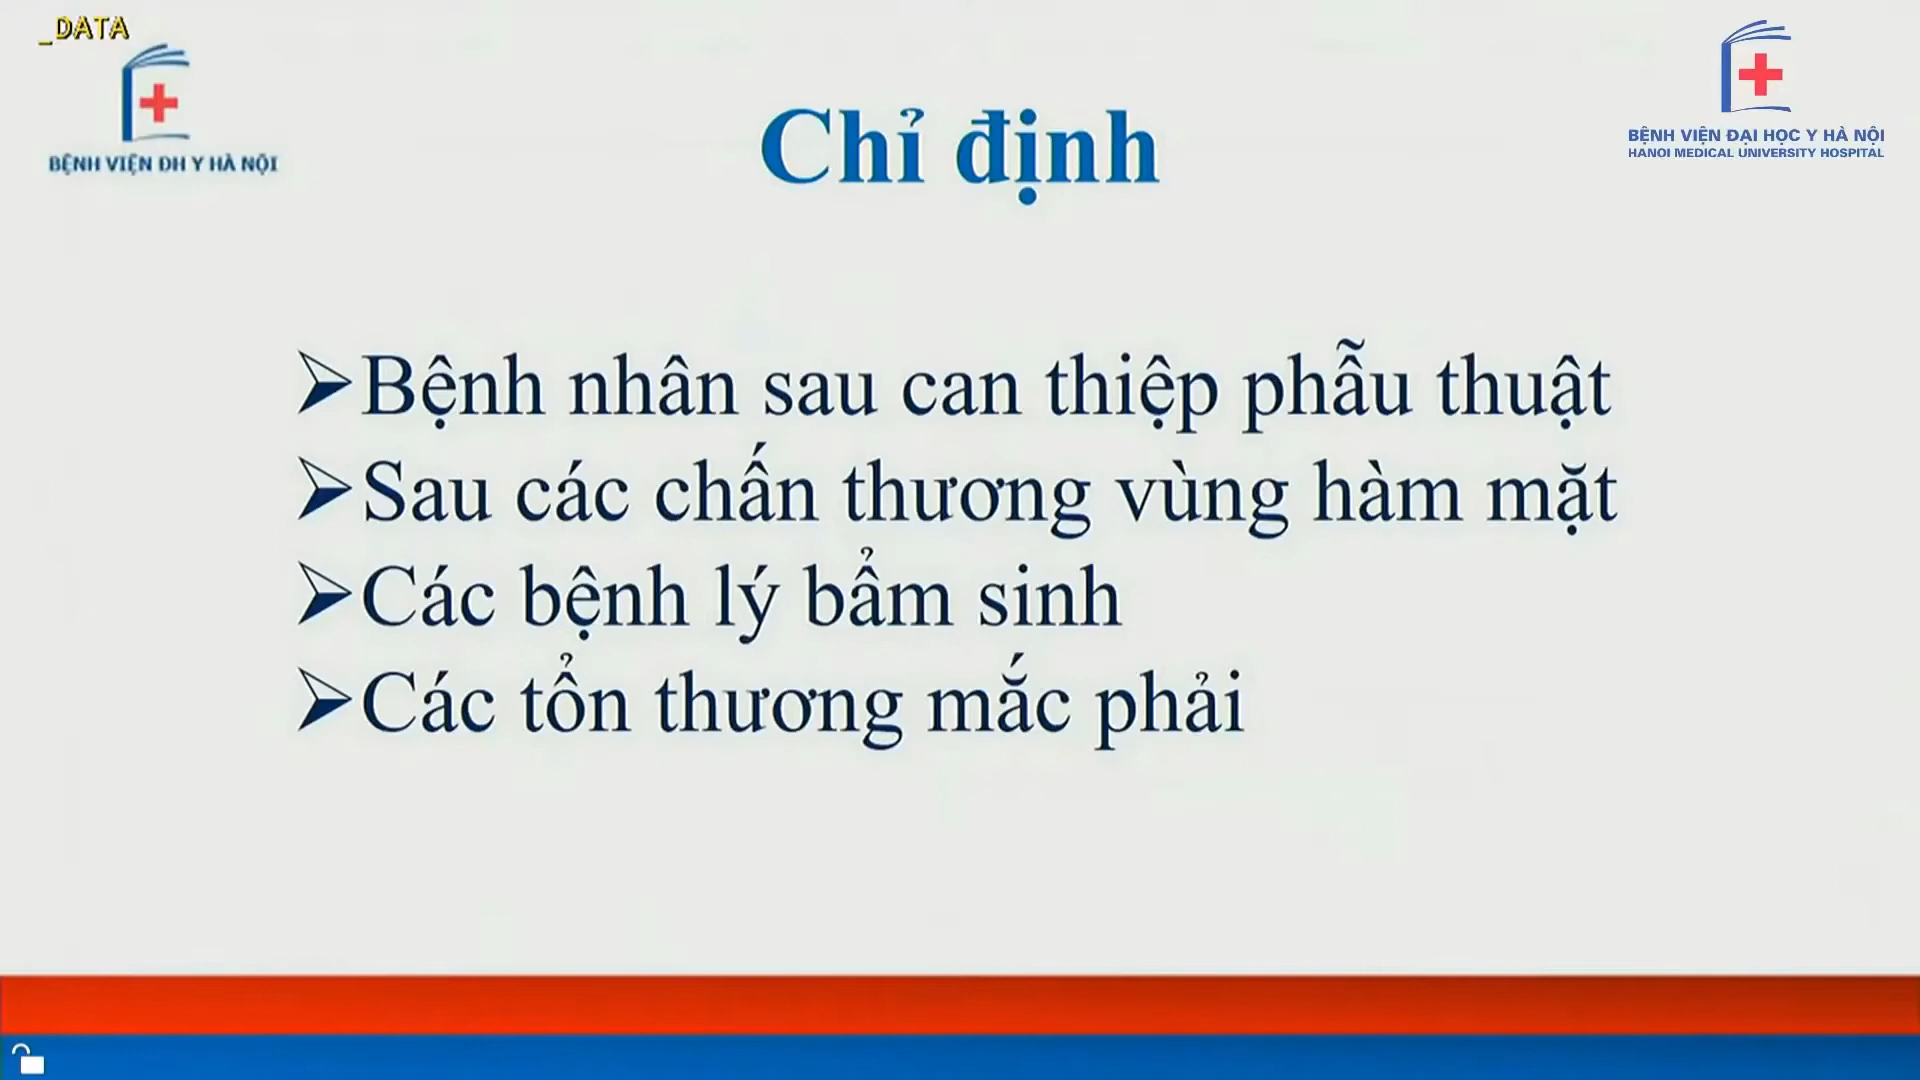 _DATA
BỆNH VIỆN ĐH Y HÀ NỘI
BỆNH VIỆN ĐẠI HỌC Y HÀ NỘI
HANOI MEDICAL UNIVERSITY HOSPITAL
Chỉ định
➢Bệnh nhân sau can thiệp phẫu thuật
➢Sau các chấn thương vùng hàm mặt
➢Các bệnh lý bẩm sinh
➢Các tổn thương mắc phải